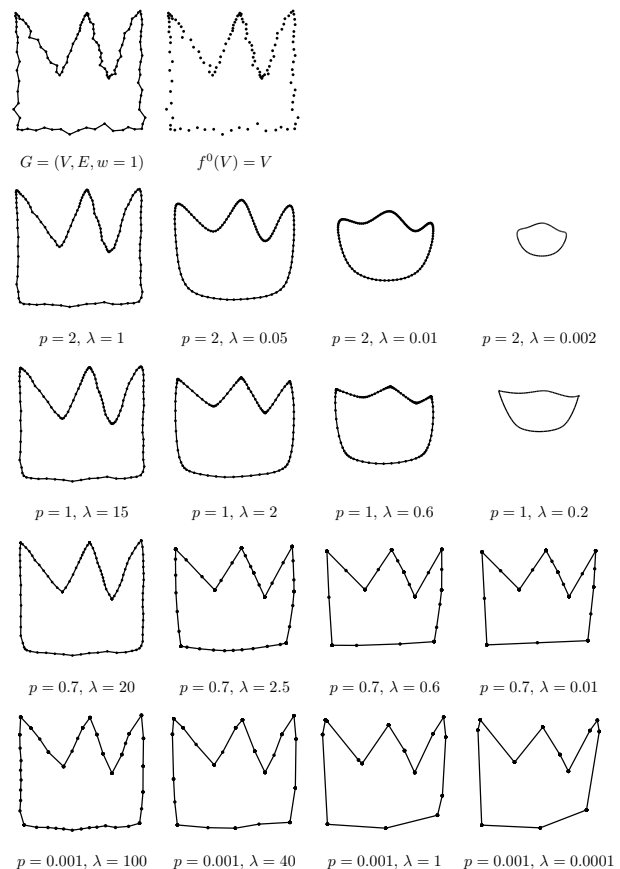 G = (V, E, w = 1) f⁰(V) = V
p = 2, λ = 1 p = 2, λ = 0.05 p = 2, λ = 0.01 p = 2, λ = 0.002
p = 1, λ = 15 p = 1, λ = 2 p = 1, λ = 0.6 p = 1, λ = 0.2
p = 0.7, λ = 20 p = 0.7, λ = 2.5 p = 0.7, λ = 0.6 p = 0.7, λ = 0.01
p = 0.001, λ = 100 p = 0.001, λ = 40 p = 0.001, λ = 1 p = 0.001, λ = 0.0001